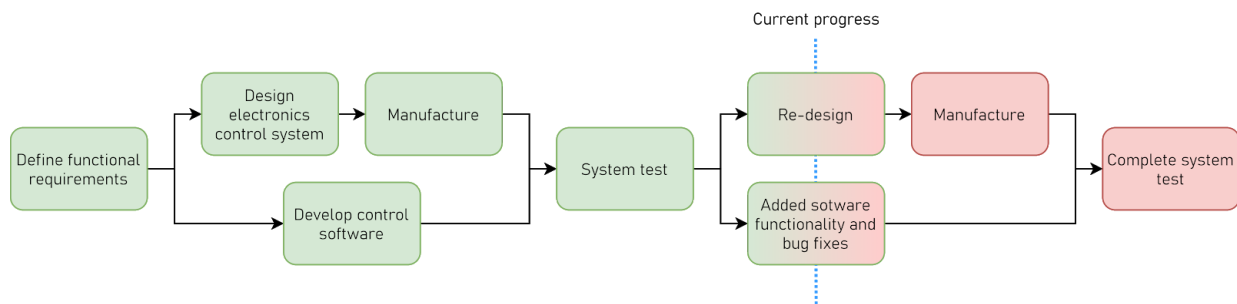 Current progress
Define functional
requirements
Design
electronics
control system
Manufacture
Develop control
software
System test
Re-design
Manufacture
Added sotware
functionality and
bug fixes
Complete system
test